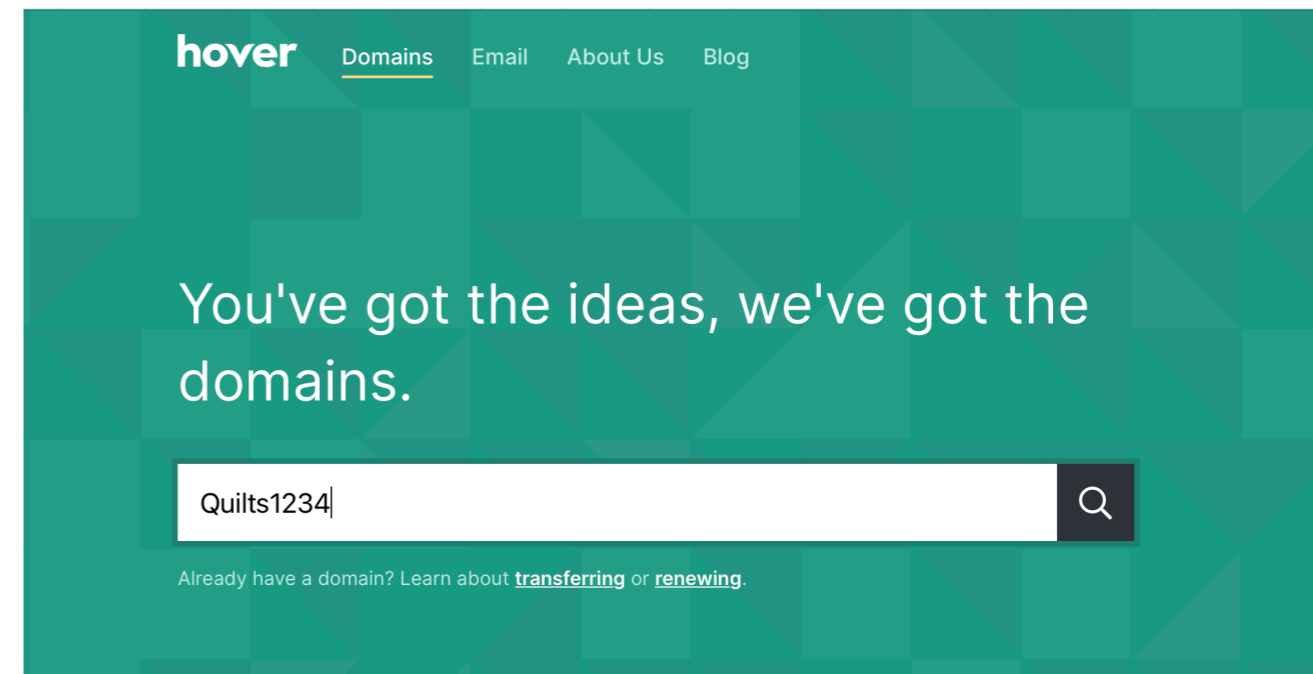 hover Domains Email About Us Blog
You've got the ideas, we've got the
domains.
Quilts1234
Already have a domain? Learn about transferring or renewing.